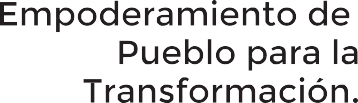 Empoderamiento de
Pueblo para la
Transformación.